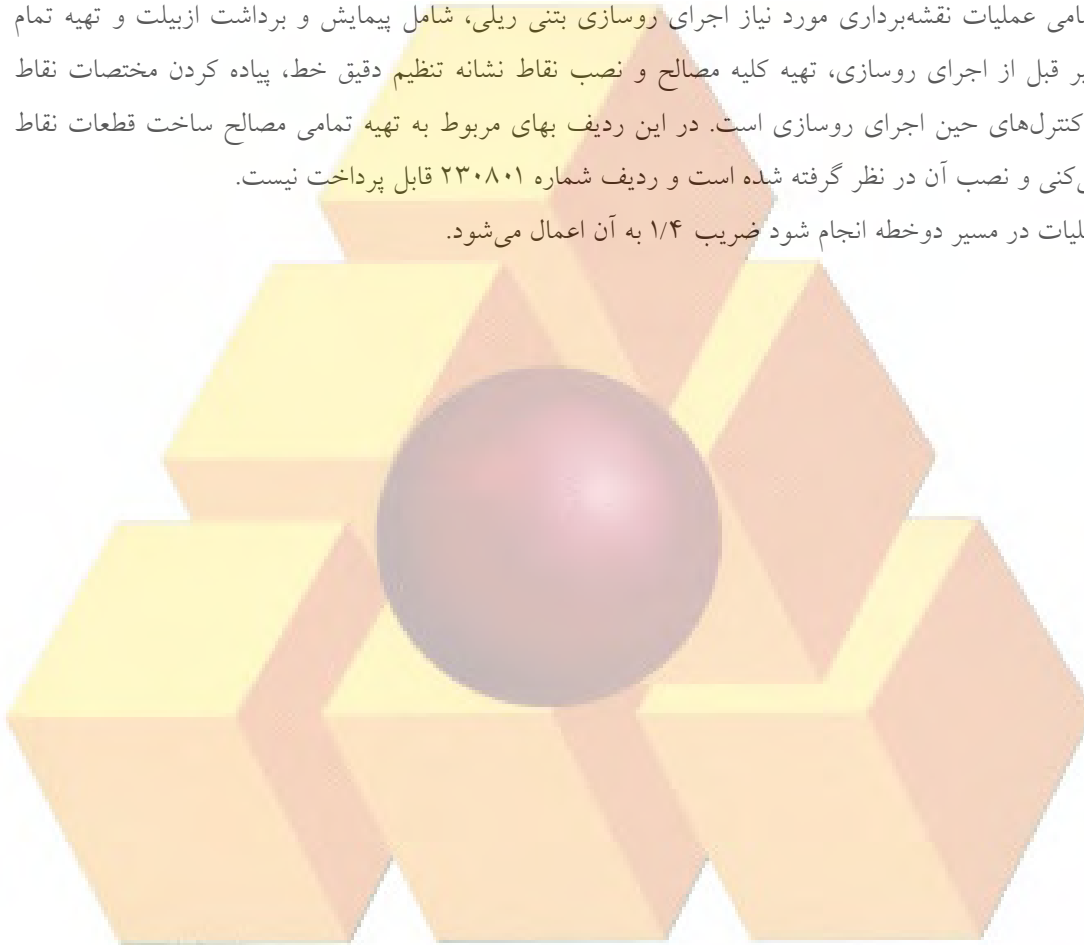 عملیات نقشه‌برداری مورد نیاز اجرای روسازی بتنی ریلی، شامل پیمایش و برداشت ازبیلت و تهیه تمام
قبل از اجرای روسازی، تهیه کلیه مصالح و نصب نقاط نشانه تنظیم دقیق خط، پیاده کردن مختصات نقاط
کنترل‌های حین اجرای روسازی است. در این ردیف بهای مربوط به تهیه تمامی مصالح ساخت قطعات نقاط
و نصب آن در نظر گرفته شده است و ردیف شماره ۲۳۰۸۰۱ قابل پرداخت نیست.
در مسیر دوخطه انجام شود ضریب ۱/۴ به آن اعمال می‌شود.